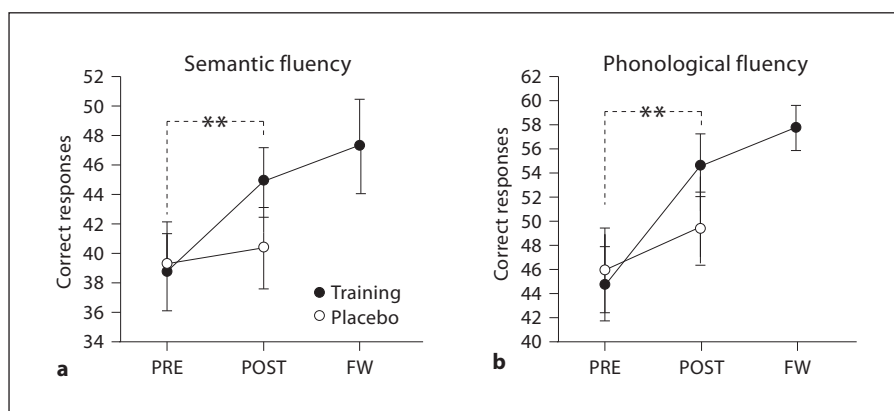 Semantic fluency
52
50
48
46
44
42
40
38
36
34
Correct responses
**
Training
Placebo
a
PRE POST FW
Phonological fluency
62
60
58
56
54
52
50
48
46
44
42
40
Correct responses
**
b
PRE POST FW